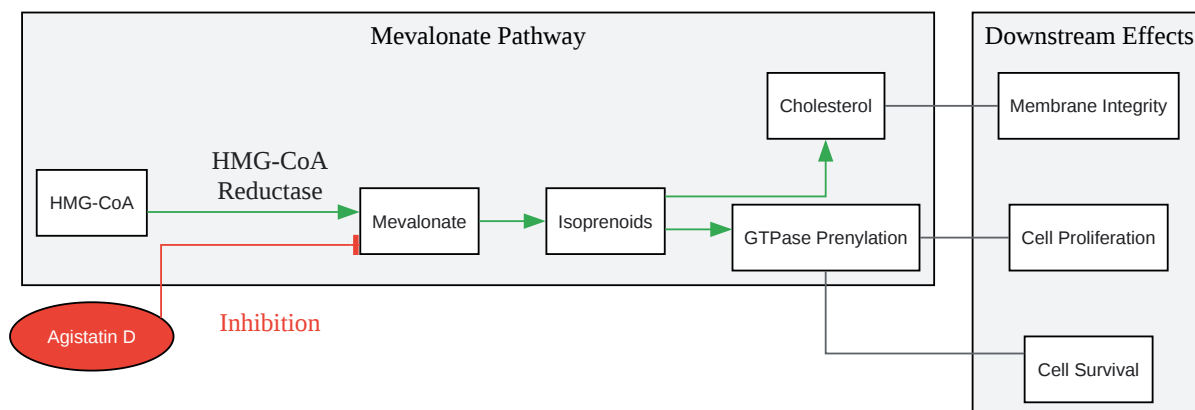 Mevalonate Pathway
Downstream Effects
Cholesterol
Membrane Integrity
HMG-CoA
Reductase
HMG-CoA
Mevalonate
Isoprenoids
GTPase Prenylation
Cell Proliferation
Agistatin D
Inhibition
Cell Survival